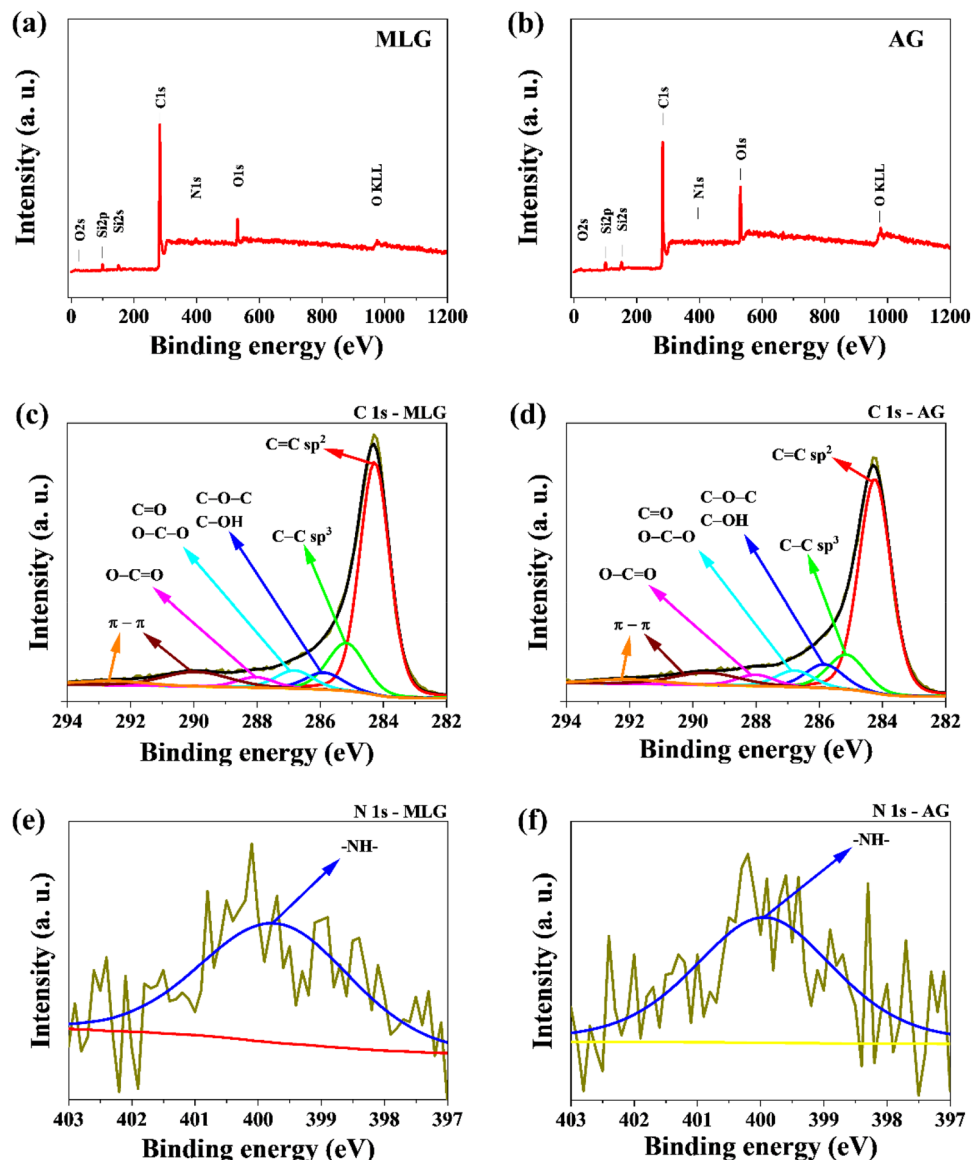 (a)
MLG
C1s
N1s
O1s
O KLL
O2s
Si2p
Si2s
Intensity (a. u.)
0 200 400 600 800 1000 1200
Binding energy (eV)
(b)
AG
C1s
N1s
O1s
O KLL
O2s
Si2p
Si2s
Intensity (a. u.)
0 200 400 600 800 1000 1200
Binding energy (eV)
(c)
C 1s - MLG
C=C sp²
C-O-C
C-OH
C=O
O-C-O
C-C sp³
O-C=O
π - π
Intensity (a. u.)
294 292 290 288 286 284 282
Binding energy (eV)
(d)
C 1s - AG
C=C sp²
C-O-C
C-OH
C=O
O-C-O
C-C sp³
O-C=O
π - π
Intensity (a. u.)
294 292 290 288 286 284 282
Binding energy (eV)
(e)
N 1s - MLG
-NH-
Intensity (a. u.)
403 402 401 400 399 398 397
Binding energy (eV)
(f)
N 1s - AG
-NH-
Intensity (a. u.)
403 402 401 400 399 398 397
Binding energy (eV)